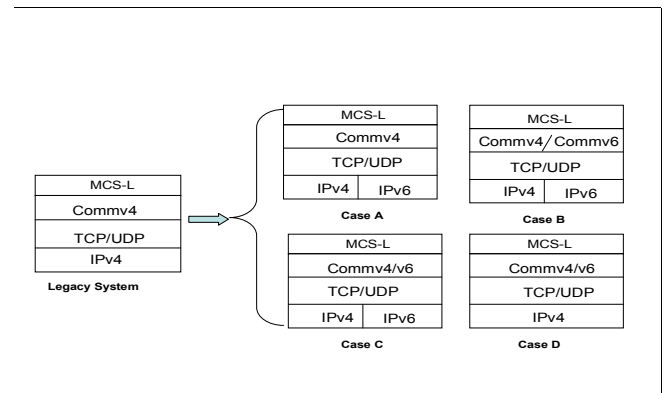 MCS-L
Commv4
TCP/UDP
IPv4
Legacy System
MCS-L
Commv4
TCP/UDP
IPv4 IPv6
Case A
MCS-L
Commv4/Commv6
TCP/UDP
IPv4 IPv6
Case B
MCS-L
Commv4/v6
TCP/UDP
IPv4 IPv6
Case C
MCS-L
Commv4/v6
TCP/UDP
IPv4
Case D